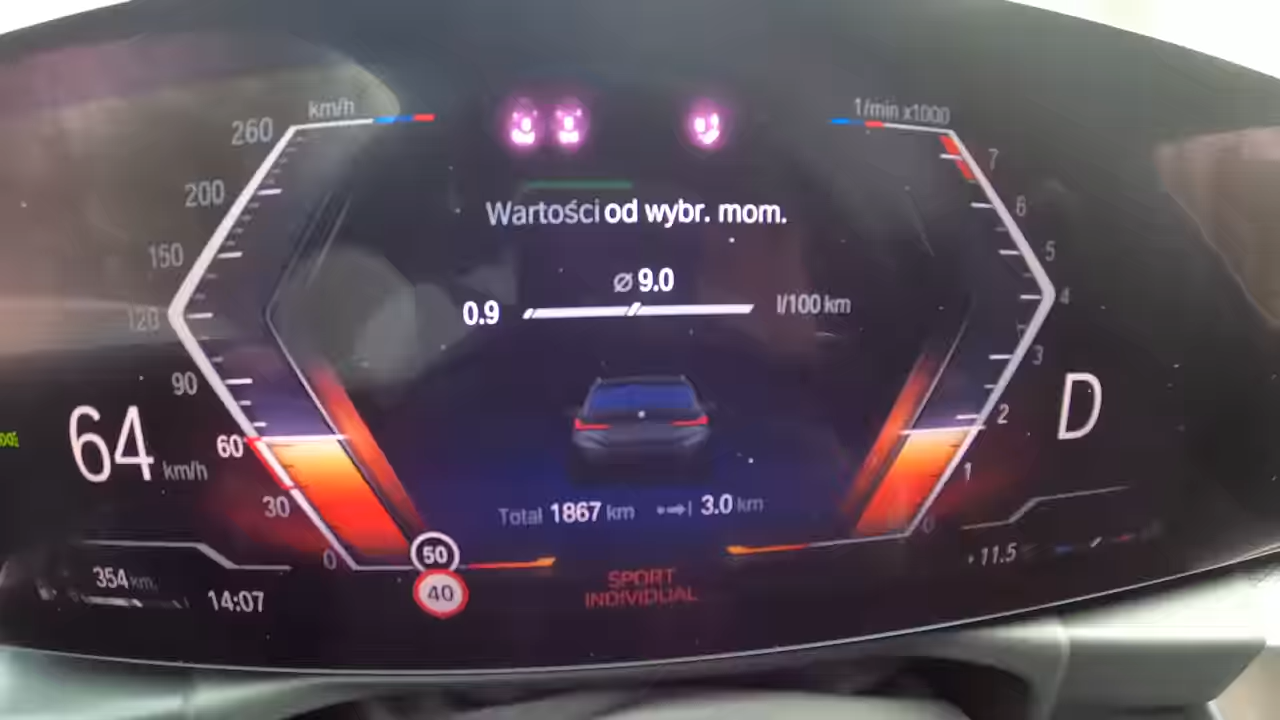 km/h
1/min x1000
260
200
150
120
90
60
30
0
7
6
5
4
3
2
1
0
Wartości od wybr. mom.
⌀ 9.0
0.9
l/100 km
64 km/h
D
Total 1867 km
3.0 km
50
40
SPORT
INDIVIDUAL
354 km
14:07
+11.5